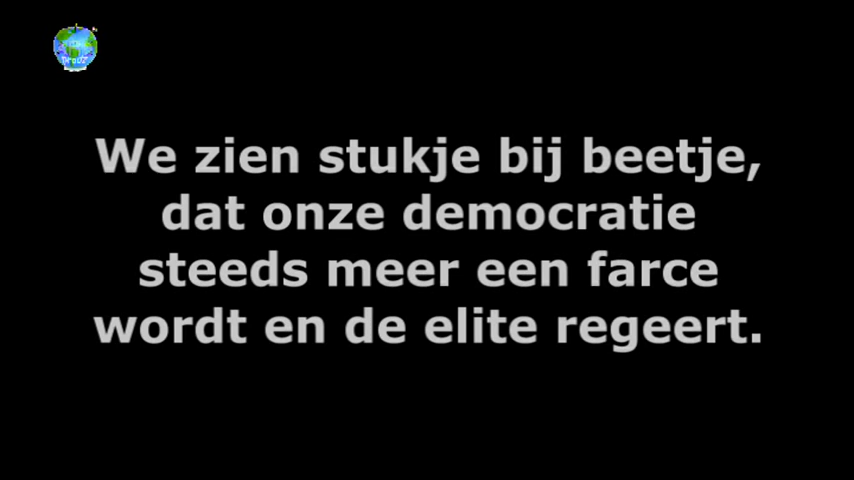 We zien stukje bij beetje,
dat onze democratie
steeds meer een farce
wordt en de elite regeert.